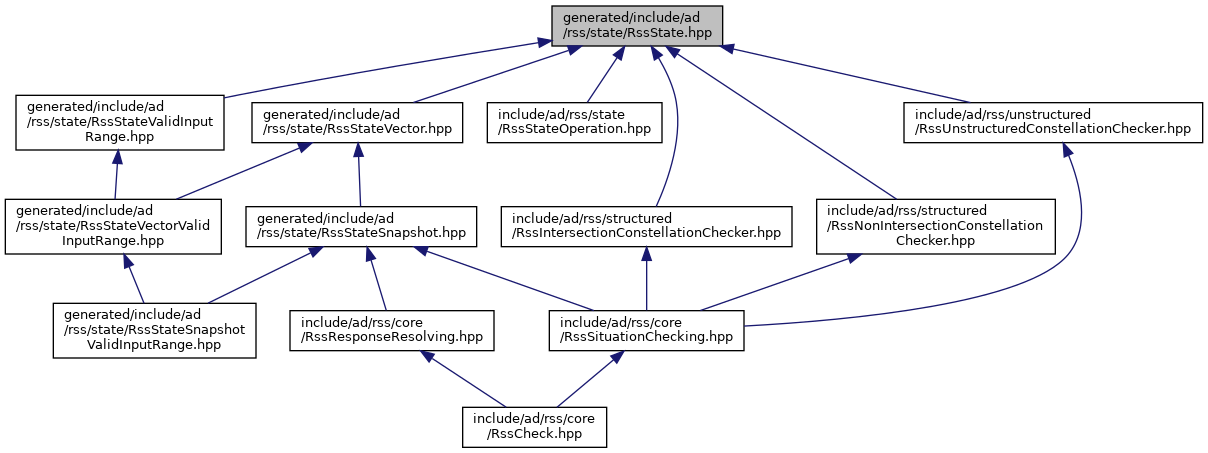 generated/include/ad
/rss/state/RssState.hpp
generated/include/ad
/rss/state/RssStateValidInput
Range.hpp
generated/include/ad
/rss/state/RssStateVector.hpp
include/ad/rss/state
/RssStateOperation.hpp
include/ad/rss/unstructured
/RssUnstructuredConstellationChecker.hpp
generated/include/ad
/rss/state/RssStateVectorValid
InputRange.hpp
generated/include/ad
/rss/state/RssStateSnapshot.hpp
include/ad/rss/structured
/RssIntersectionConstellationChecker.hpp
include/ad/rss/structured
/RssNonIntersectionConstellation
Checker.hpp
generated/include/ad
/rss/state/RssStateSnapshot
ValidInputRange.hpp
include/ad/rss/core
/RssResponseResolving.hpp
include/ad/rss/core
/RssSituationChecking.hpp
include/ad/rss/core
/RssCheck.hpp